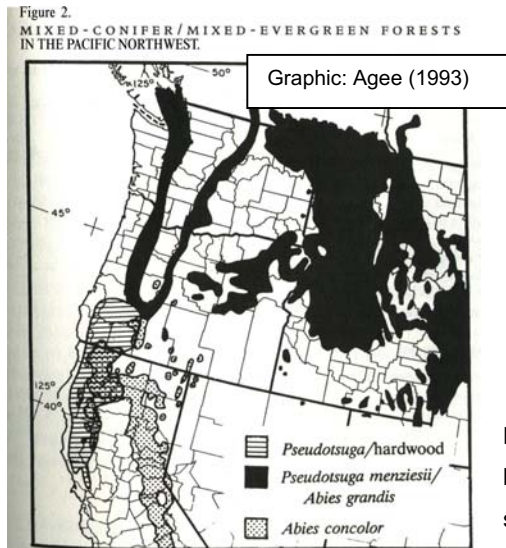 Figure 2.
MIXED-CONIFER/MIXED-EVERGREEN FORESTS
IN THE PACIFIC NORTHWEST.
Graphic: Agee (1993)
125°
50°
45°
125°
40°
Pseudotsuga/hardwood
Pseudotsuga menziesii/
Abies grandis
Abies concolor